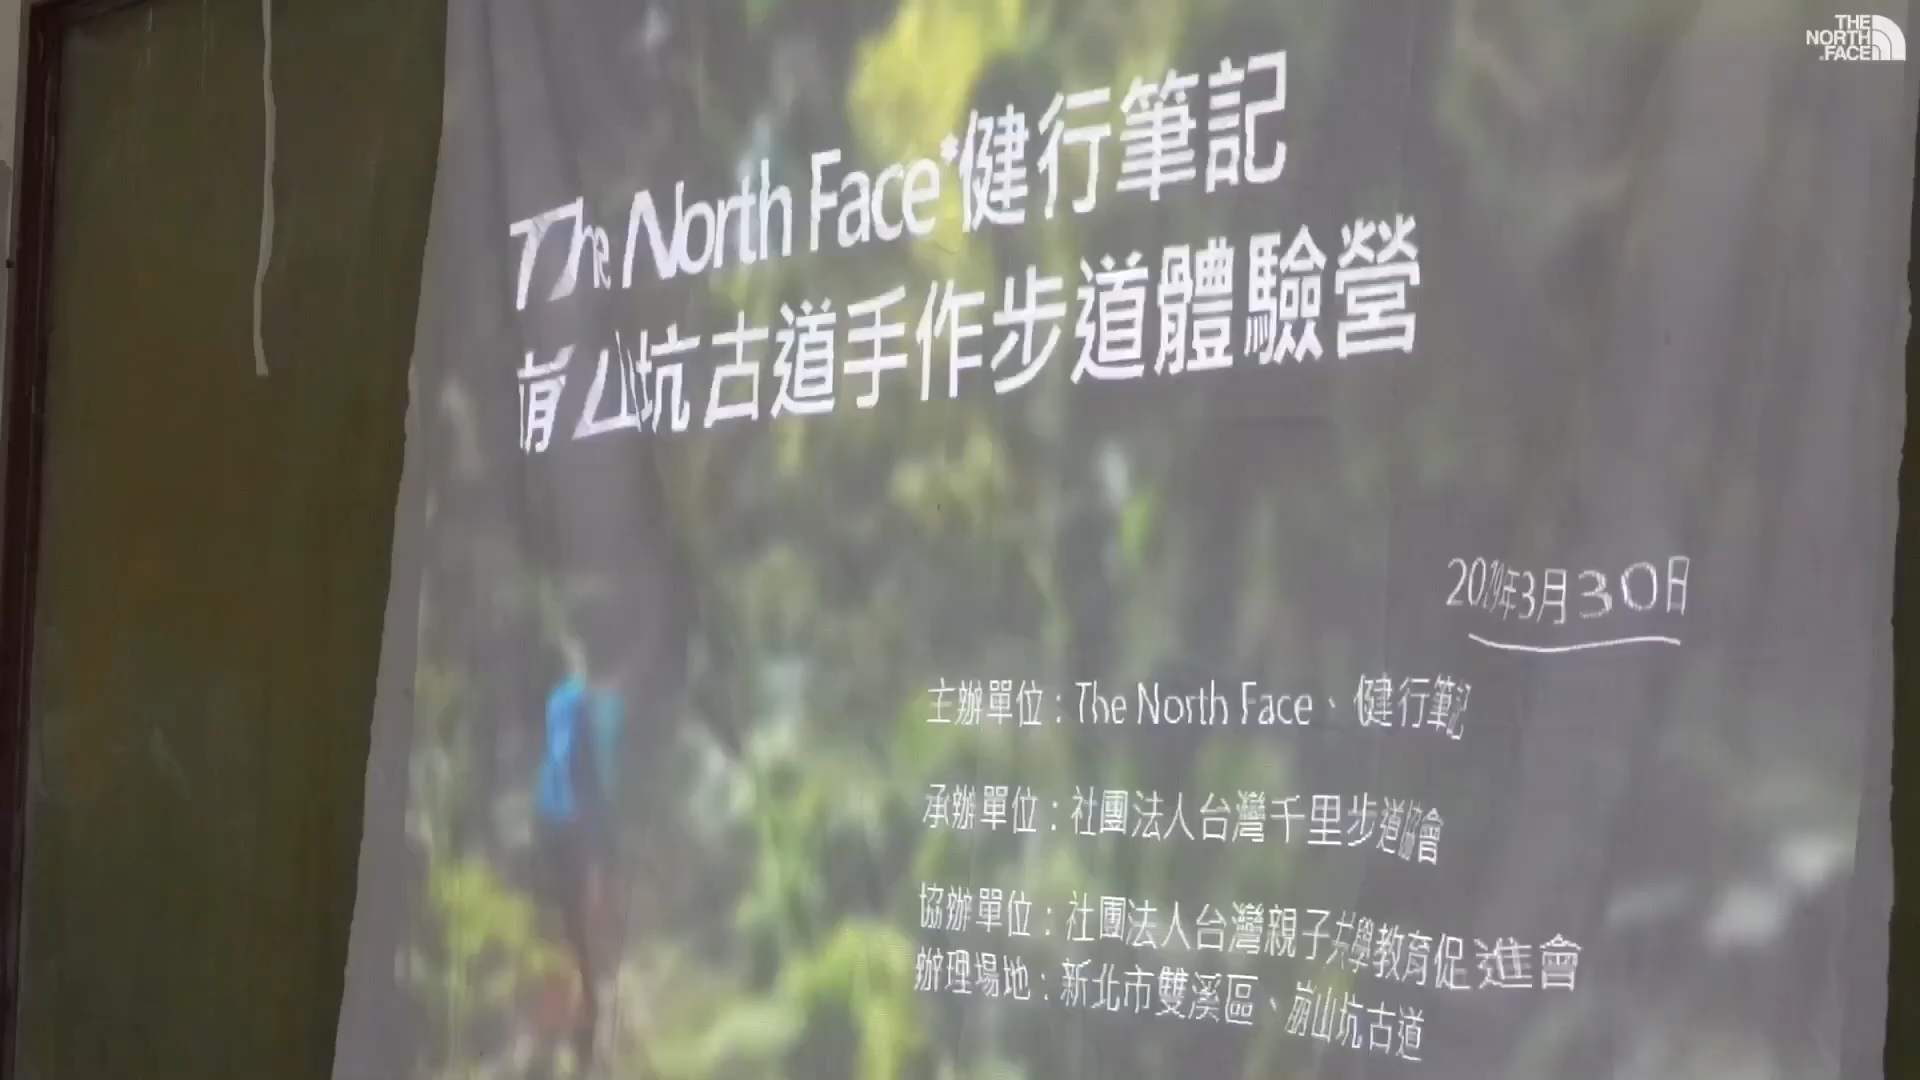 The North Face 健行筆記
崩山坑古道手作步道體驗營
2019年3月30日
主辦單位：The North Face、健行筆記
承辦單位：社團法人台灣千里步道協會
協辦單位：社團法人台灣親子共學教育促進會
辦理場地：新北市雙溪區、崩山坑古道
THE
NORTH
FACE